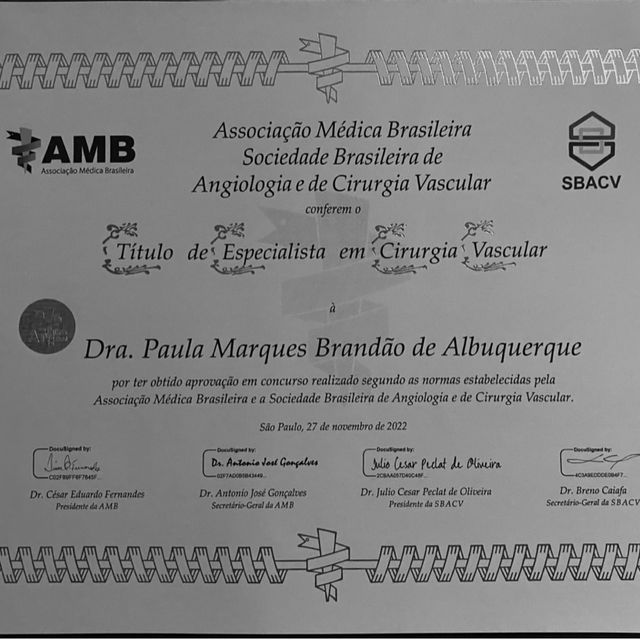 AMB
Associação Médica Brasileira
Associação Médica Brasileira
Sociedade Brasileira de
Angiologia e de Cirurgia Vascular
SBACV
conferem o
Título de Especialista em Cirurgia Vascular
à
Dra. Paula Marques Brandão de Albuquerque
por ter obtido aprovação em concurso realizado segundo as normas estabelecidas pela
Associação Médica Brasileira e a Sociedade Brasileira de Angiologia e de Cirurgia Vascular.
São Paulo, 27 de novembro de 2022
DocuSigned by:
Dr. César Eduardo Fernandes
Presidente da AMB
DocuSigned by:
Dr. Antonio José Gonçalves
Dr. Antonio José Gonçalves
Secretário-Geral da AMB
DocuSigned by:
Julio Cesar Peclat de Oliveira
Dr. Julio Cesar Peclat de Oliveira
Presidente da SBACV
DocuSigned by:
Dr. Breno Caiafa
Secretário-Geral da SBACV